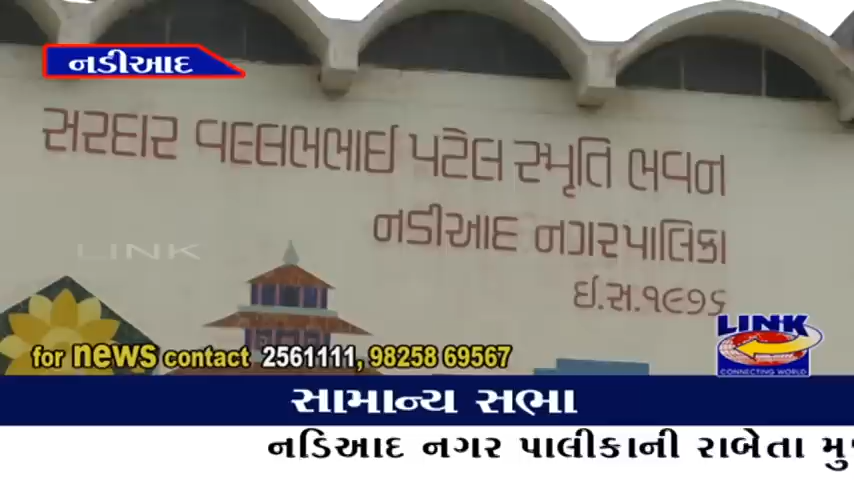 નડીઆદ
સરદાર વલ્લભભાઈ પટેલ સ્મૃતિ ભવન
નડીઆદ નગરપાલિકા
ઈ.સ.૧૯૭૬
LINK
LINK
CONNECTING WORLD
for news contact 2561111, 98258 69567
સામાન્ય સભા
નડિઆદ નગર પાલીકાની રાબેતા